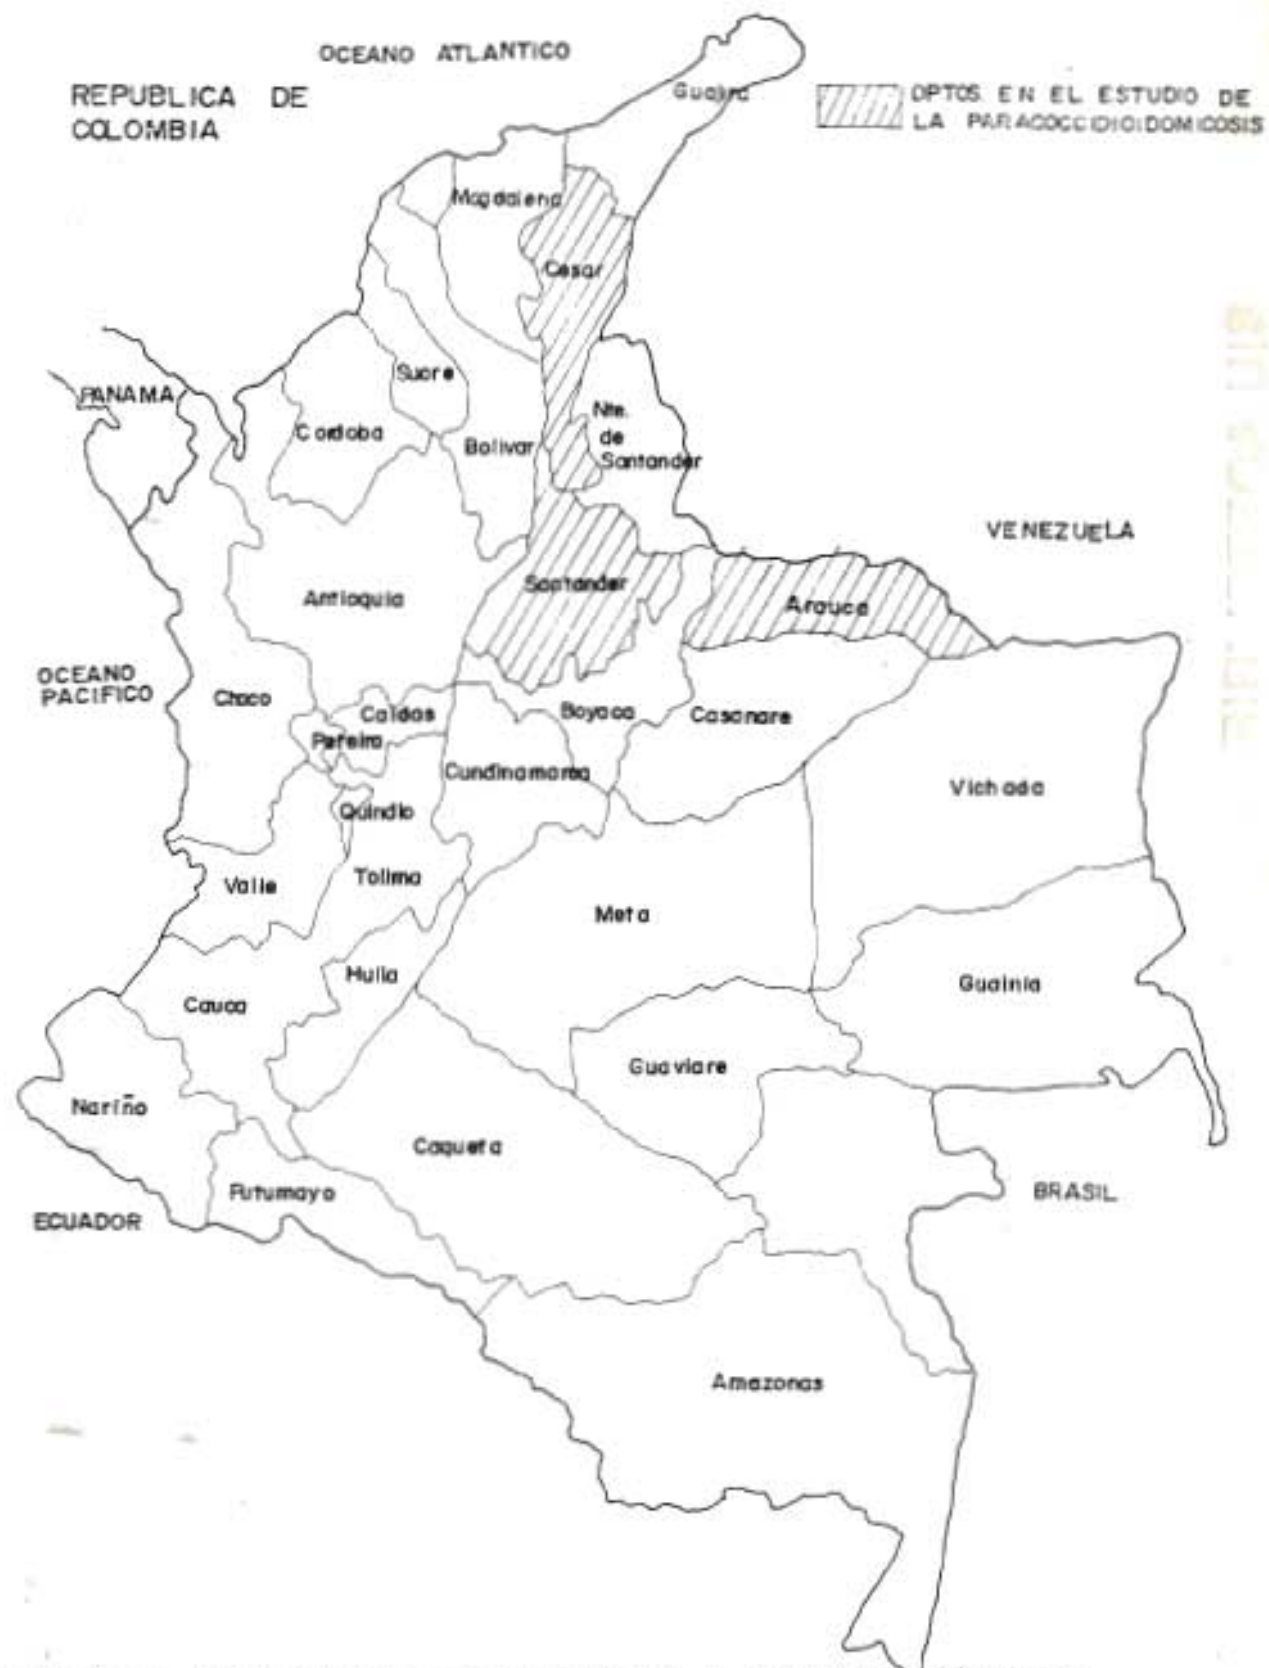 OCEANO ATLANTICO
REPUBLICA DE
COLOMBIA
Guajira
DPTOS. EN EL ESTUDIO DE
LA PARACOCCIDIOIDOMICOSIS
Magdalena
Cesar
Sucre
PANAMA
Cordoba
Bolivar
Nte.
de
Santander
VENEZUELA
Antioquia
Santander
Arauca
OCEANO
PACIFICO
Choco
Caldas
Boyaca
Casanare
Pereira
Cundinamarca
Vichada
Quindio
Valle
Tolima
Meta
Huila
Cauca
Guainia
Guaviare
Nariño
Caqueta
Putumayo
BRASIL
ECUADOR
Amazonas